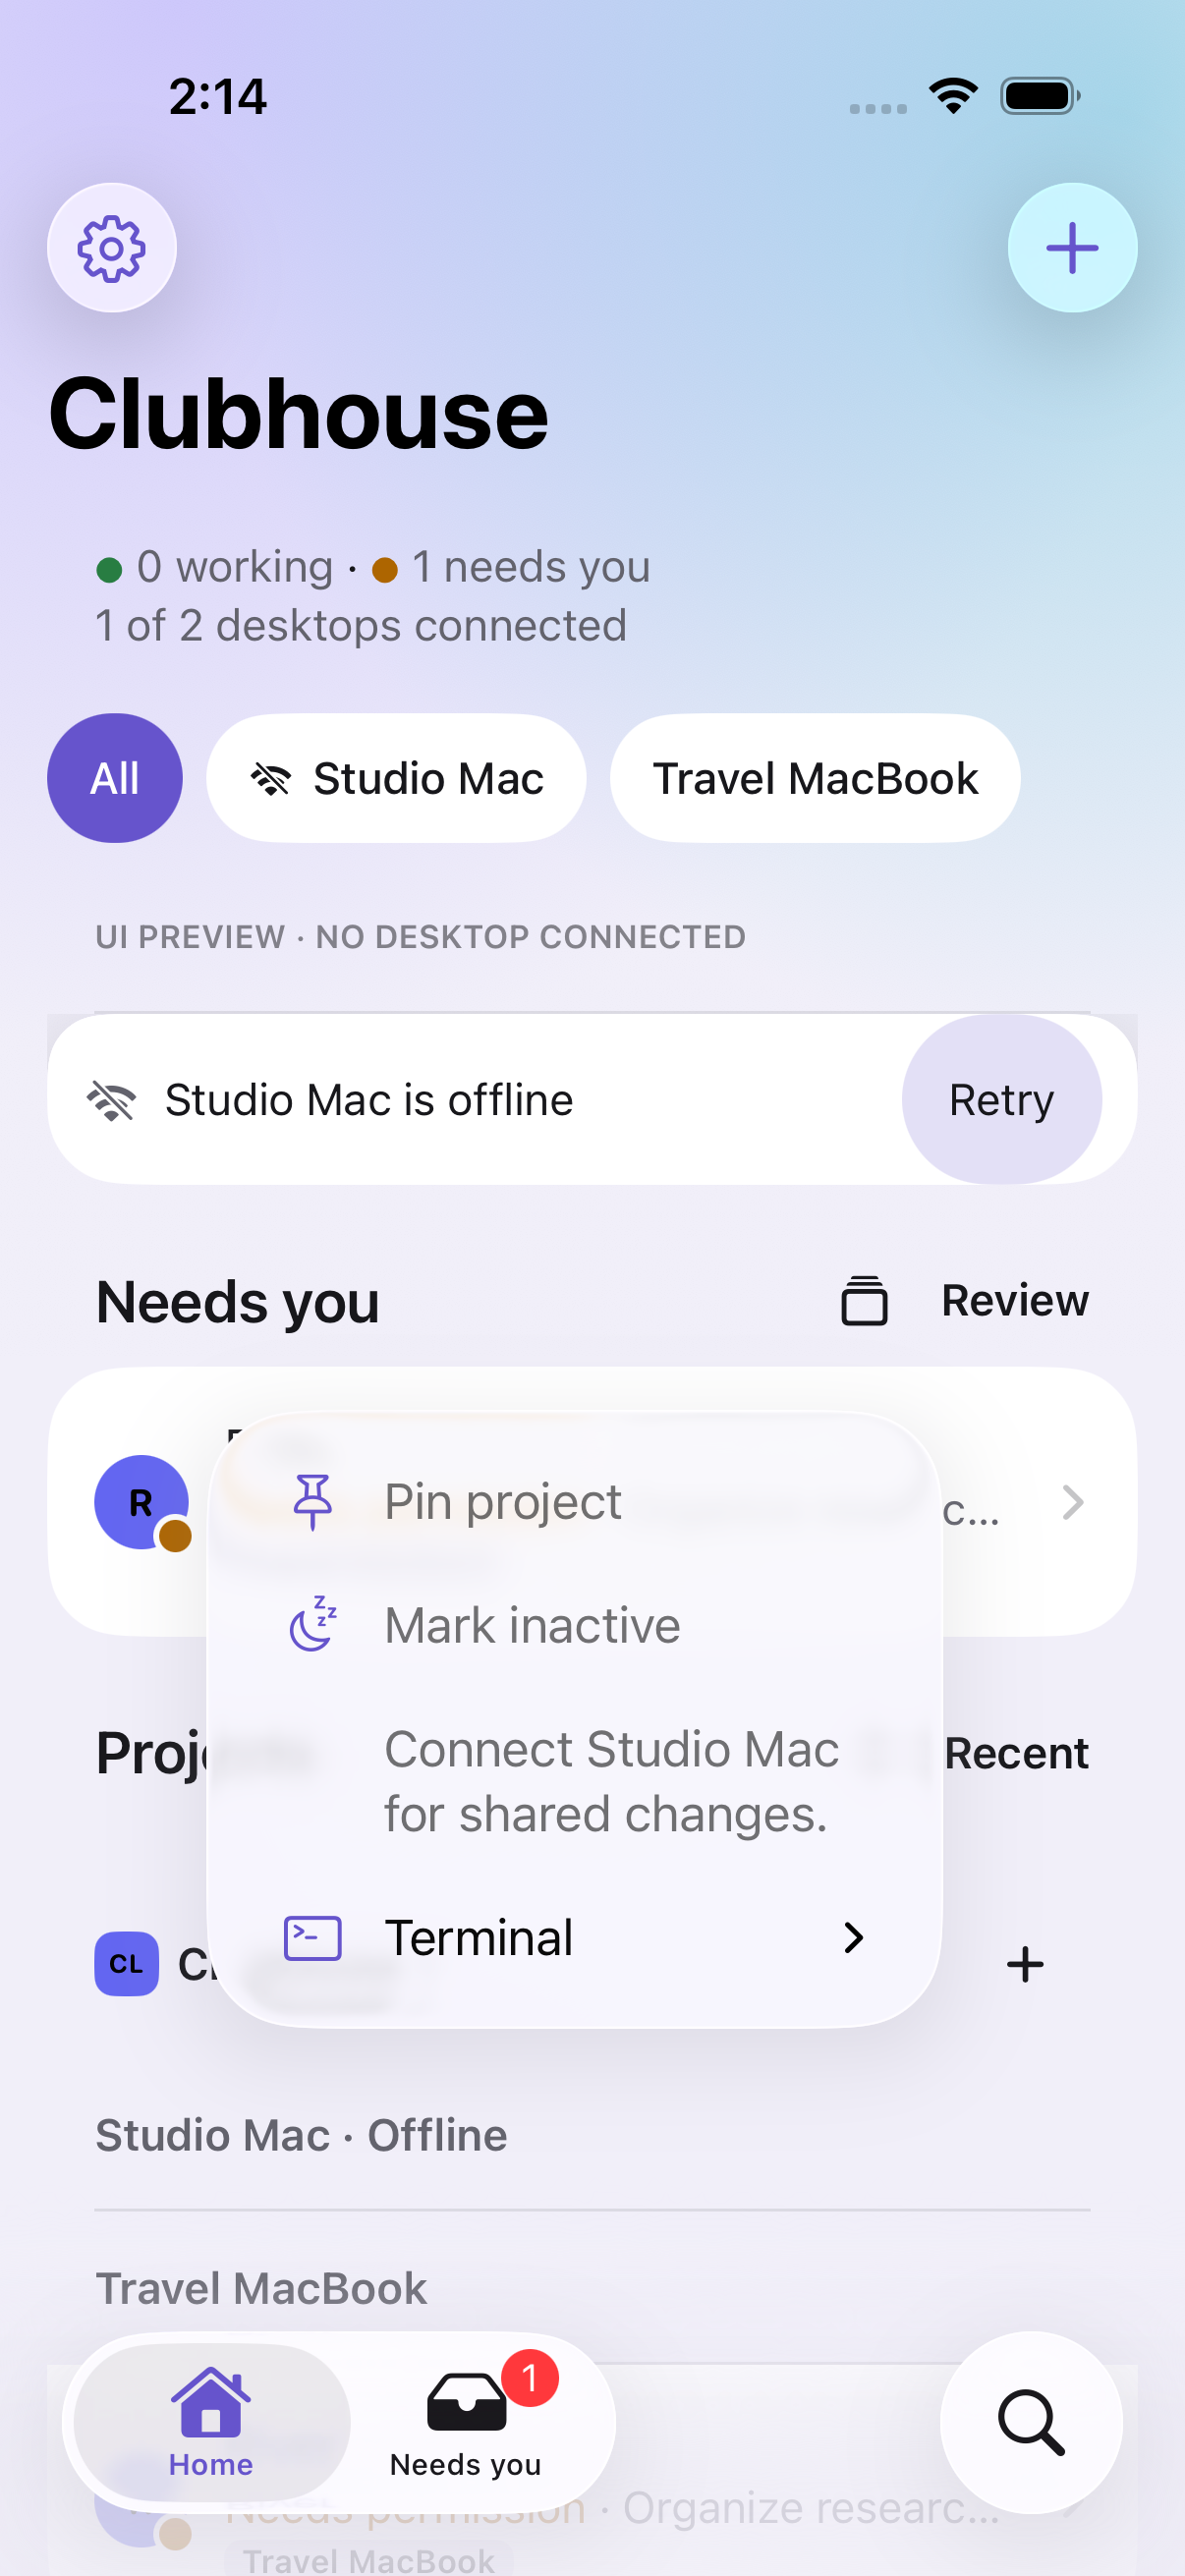 2:14
Clubhouse
0 working · 1 needs you
1 of 2 desktops connected
All
Studio Mac
Travel MacBook
UI PREVIEW · NO DESKTOP CONNECTED
Studio Mac is offline
Retry
Needs you
Review
R
c...
Pin project
Mark inactive
Connect Studio Mac
for shared changes.
Recent
Terminal
CL
Studio Mac · Offline
Travel MacBook
1
Home
Needs you
Needs permission · Organize researc...
Travel MacBook